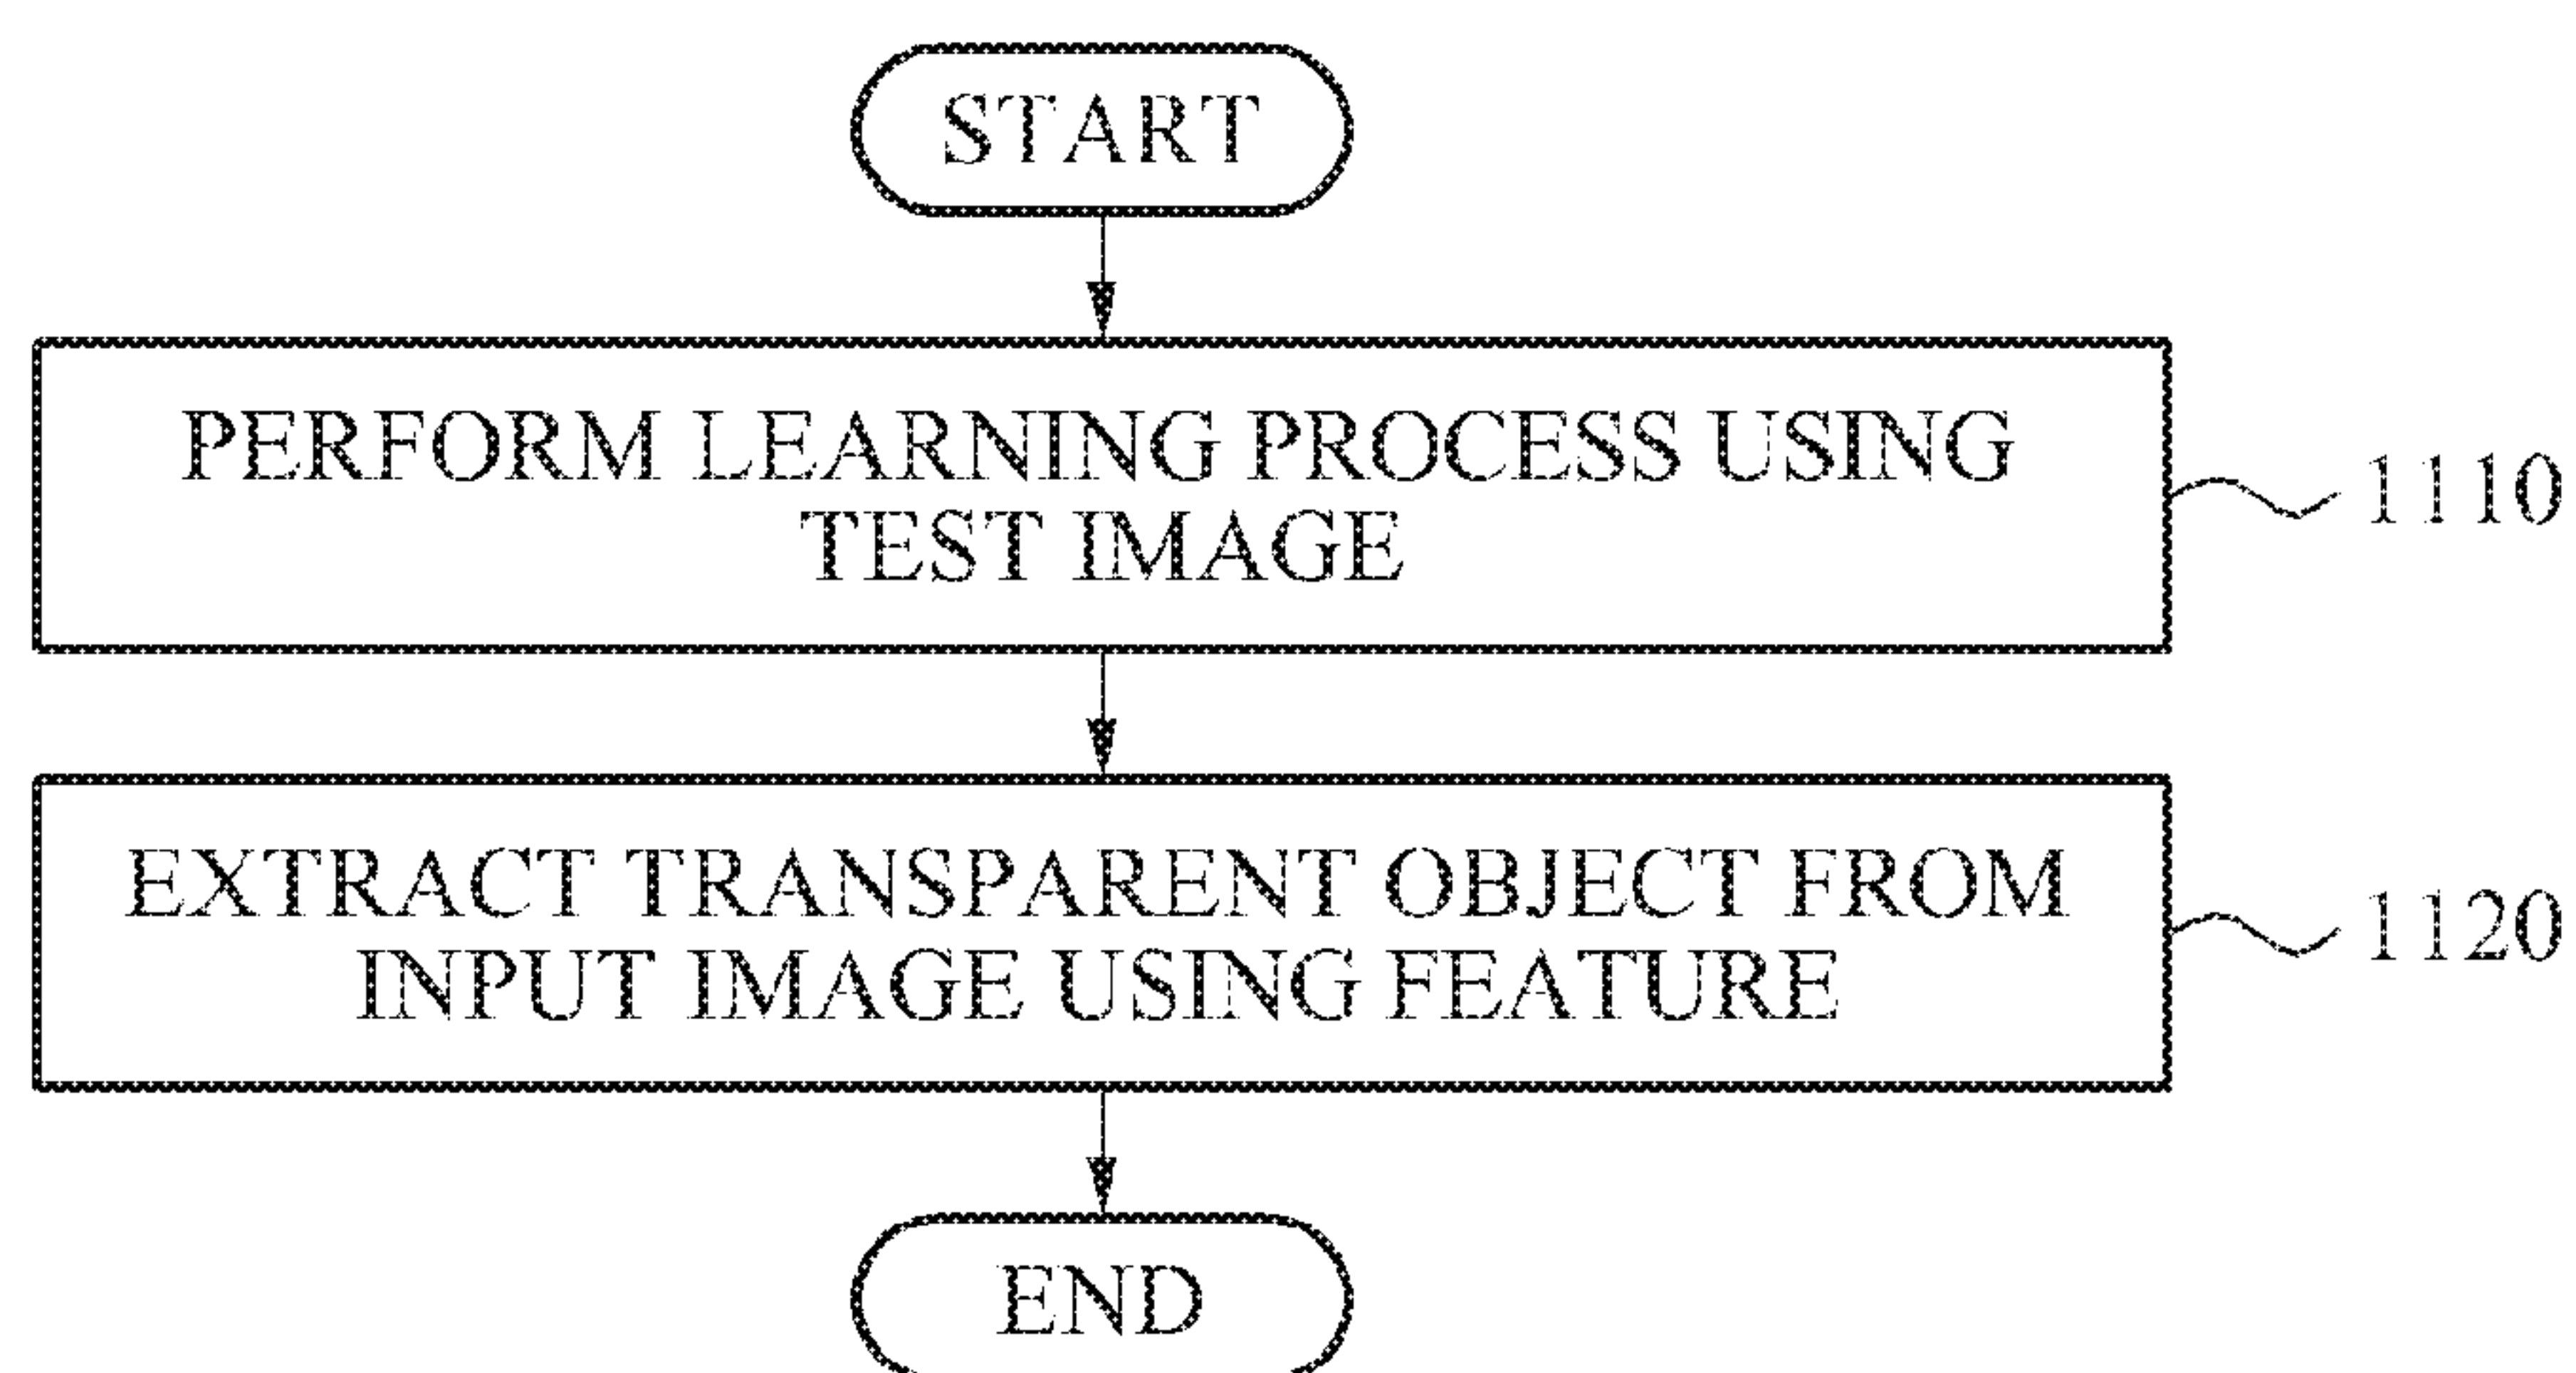 START
PERFORM LEARNING PROCESS USING
TEST IMAGE
1110
EXTRACT TRANSPARENT OBJECT FROM
INPUT IMAGE USING FEATURE
1120
END